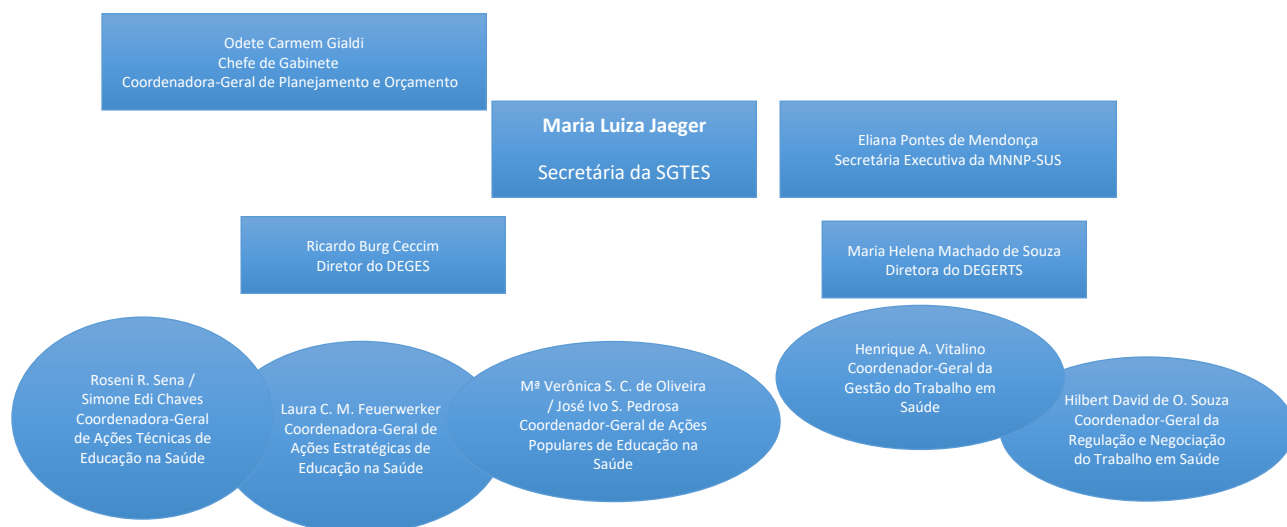 Odete Carmem Gialdi
Chefe de Gabinete
Coordenadora-Geral de Planejamento e Orçamento
Maria Luiza Jaeger
Secretária da SGTES
Eliana Pontes de Mendonça
Secretária Executiva da MNNP-SUS
Ricardo Burg Ceccim
Diretor do DEGES
Maria Helena Machado de Souza
Diretora do DEGERTS
Roseni R. Sena /
Simone Edi Chaves
Coordenadora-Geral
de Ações Técnicas de
Educação na Saúde
Laura C. M. Feuerwerker
Coordenadora-Geral de
Ações Estratégicas de
Educação na Saúde
Mª Verônica S. C. de Oliveira
/ José Ivo S. Pedrosa
Coordenador-Geral de Ações
Populares de Educação na
Saúde
Henrique A. Vitalino
Coordenador-Geral da
Gestão do Trabalho em
Saúde
Hilbert David de O. Souza
Coordenador-Geral da
Regulação e Negociação
do Trabalho em Saúde